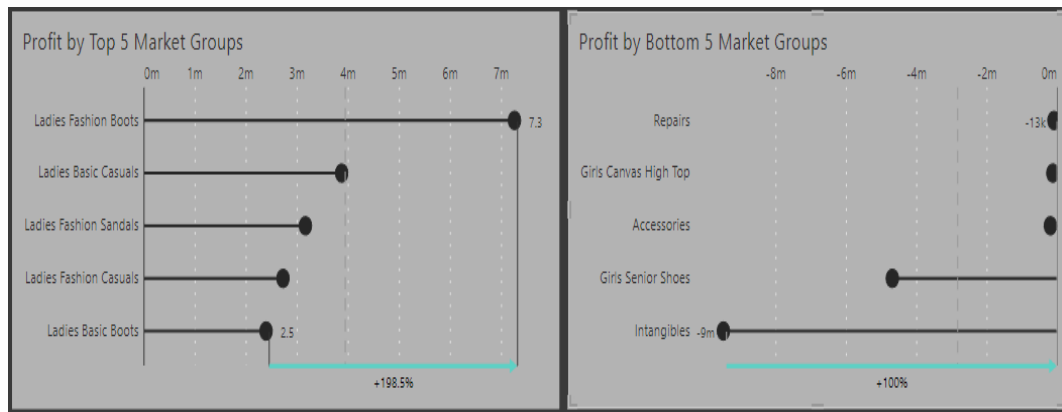 Profit by Top 5 Market Groups
0m 1m 2m 3m 4m 5m 6m 7m
Ladies Fashion Boots 7.3
Ladies Basic Casuals
Ladies Fashion Sandals
Ladies Fashion Casuals
Ladies Basic Boots 2.5
+198.5%
Profit by Bottom 5 Market Groups
-8m -6m -4m -2m 0m
Repairs -13k
Girls Canvas High Top
Accessories
Girls Senior Shoes
Intangibles -9m
+100%